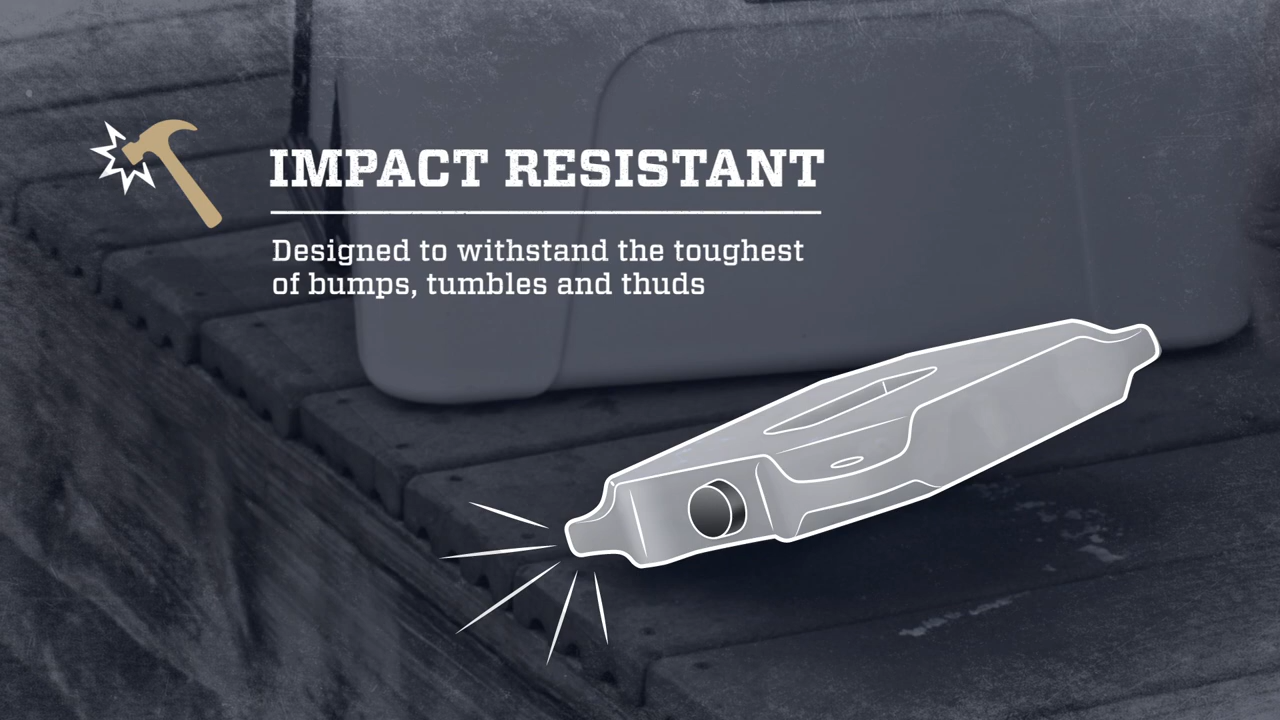 IMPACT RESISTANT
Designed to withstand the toughest
of bumps, tumbles and thuds